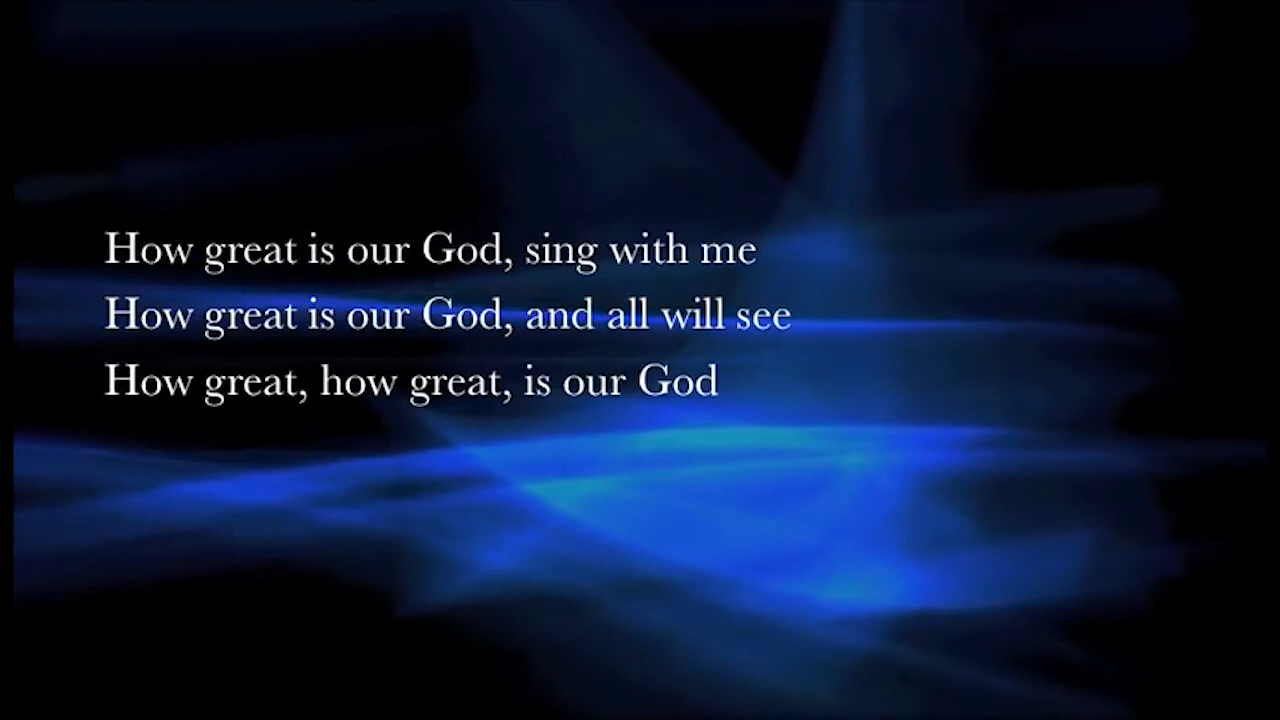 How great is our God, sing with me
How great is our God, and all will see
How great, how great, is our God